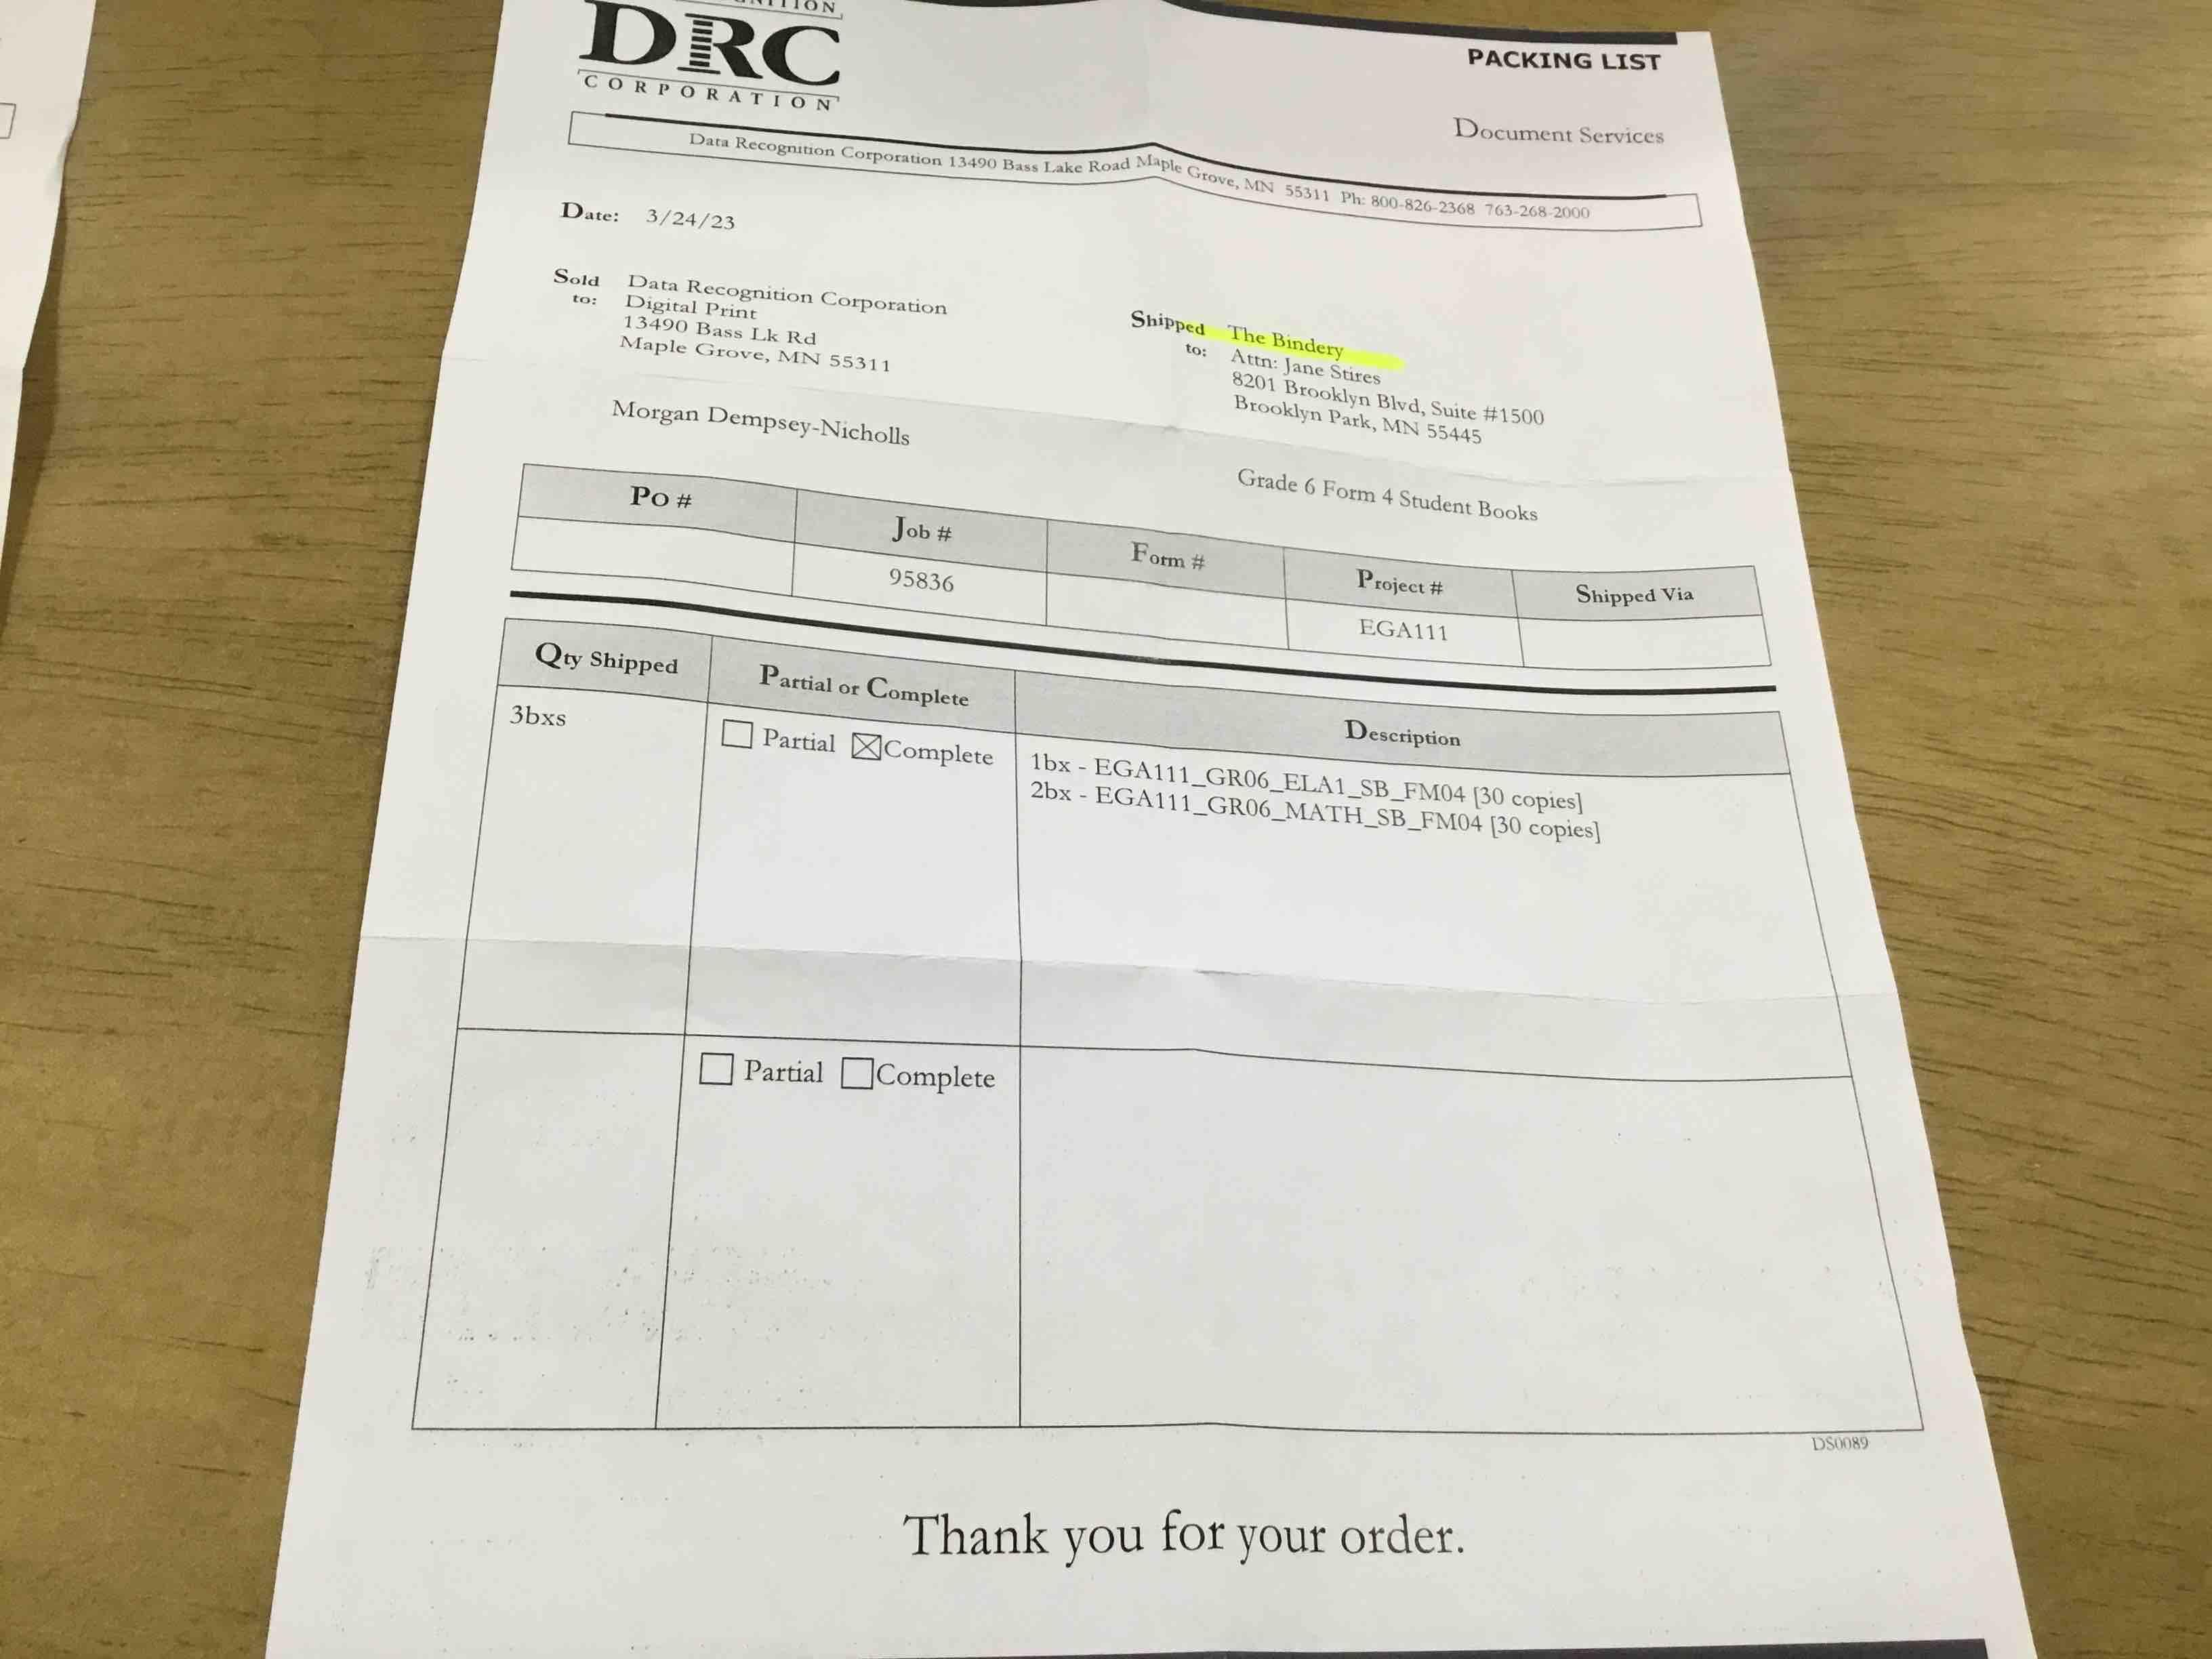 DRC
CORPORATION
PACKING LIST
Document Services
Data Recognition Corporation 13490 Bass Lake Road Maple Grove, MN 55311 Ph: 800-826-2368 763-268-2000
Date: 3/24/23
Sold to: Data Recognition Corporation
Digital Print
13490 Bass Lk Rd
Maple Grove, MN 55311
Shipped to: The Bindery
Attn: Jane Stires
8201 Brooklyn Blvd, Suite #1500
Brooklyn Park, MN 55445
Morgan Dempsey-Nicholls
Grade 6 Form 4 Student Books
Po # Job # Form # Project # Shipped Via
95836 EGA111
Qty Shipped Partial or Complete Description
3bxs Partial Complete 1bx - EGA111_GR06_ELA1_SB_FM04 [30 copies]
2bx - EGA111_GR06_MATH_SB_FM04 [30 copies]
Partial Complete
DS0089
Thank you for your order.